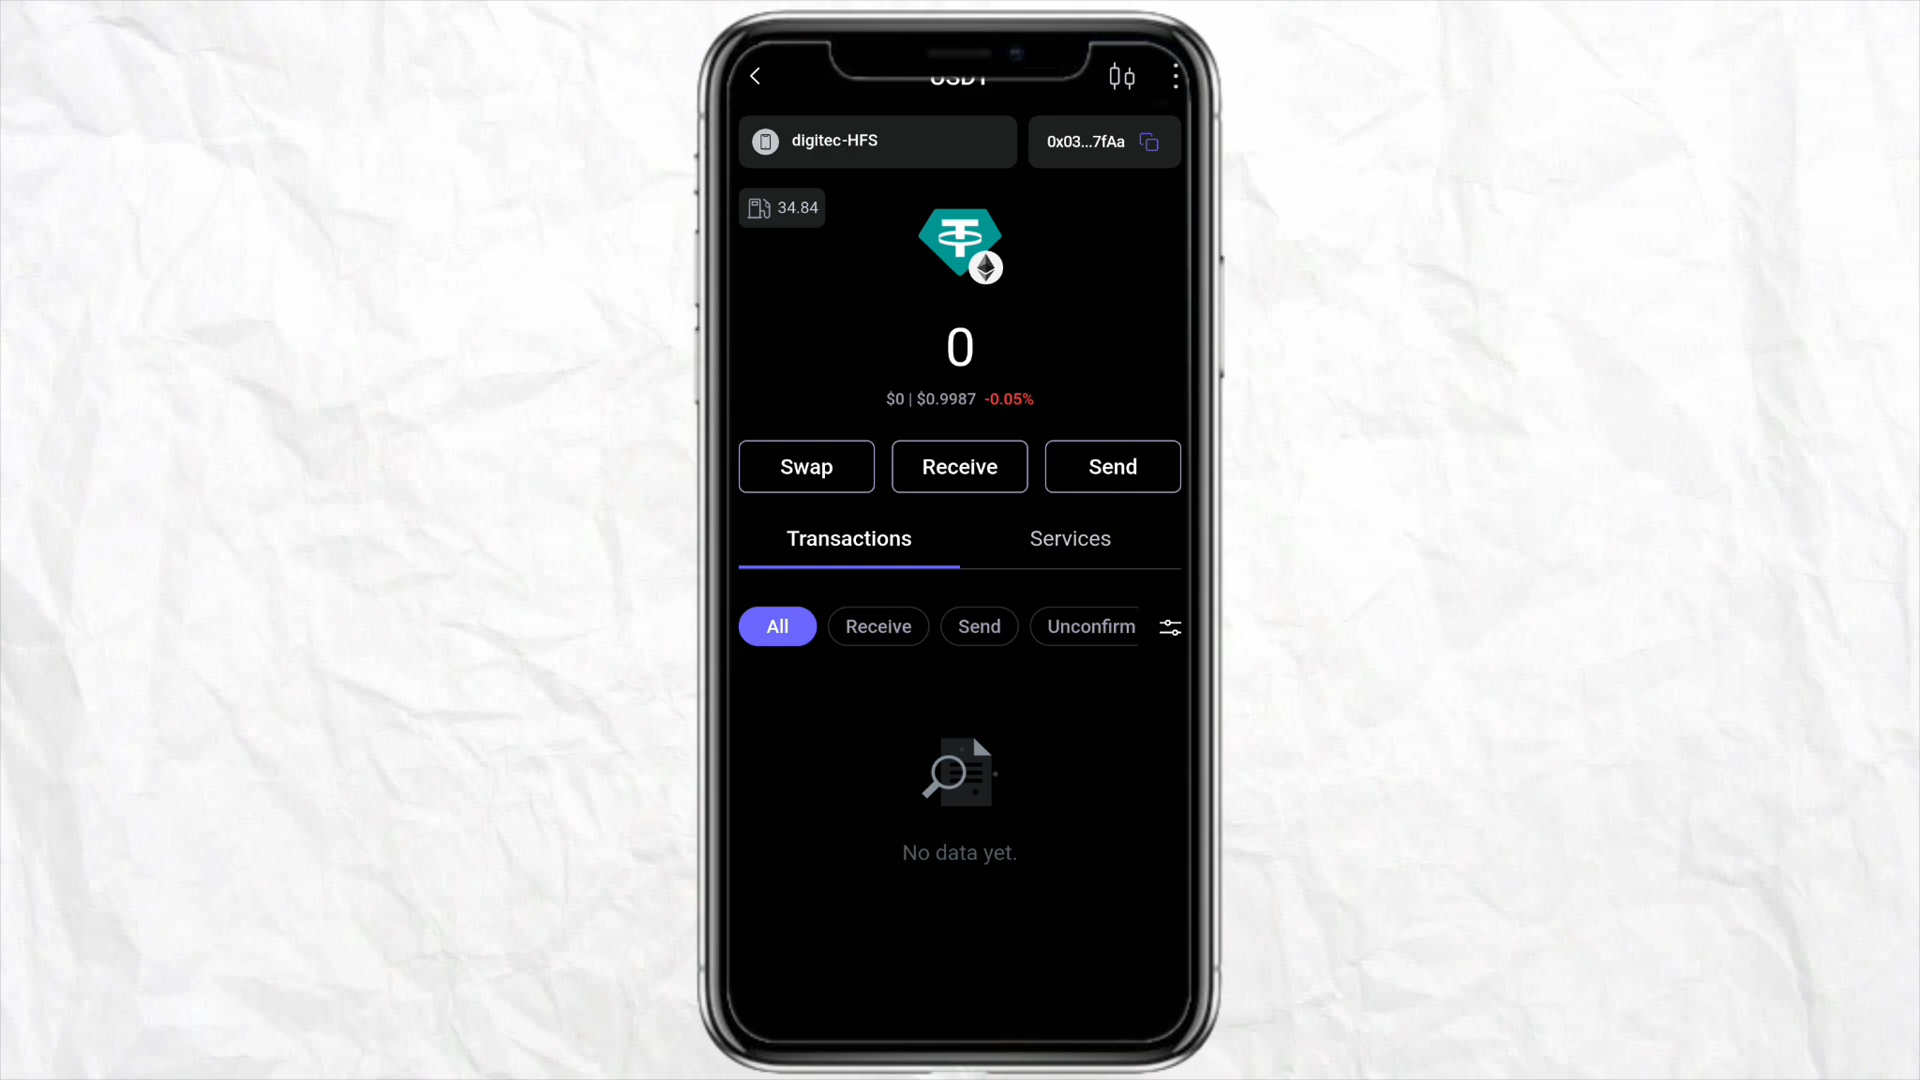 USDT
digitec-HFS
0x03...7fAa
34.84
0
$0 | $0.9987 -0.05%
Swap Receive Send
Transactions Services
All Receive Send Unconfirm
No data yet.